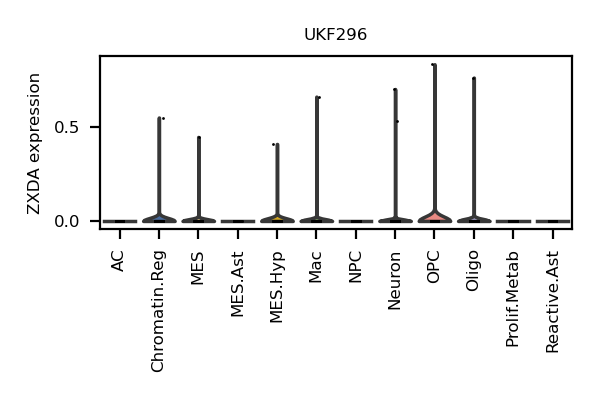 UKF296
ZXDA expression
0.5
0.0
AC
Chromatin.Reg
MES
MES.Ast
MES.Hyp
Mac
NPC
Neuron
OPC
Oligo
Prolif.Metab
Reactive.Ast